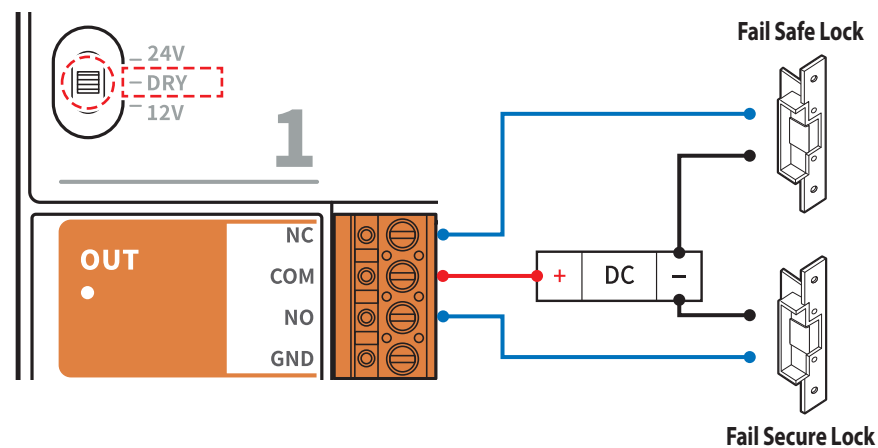 Fail Safe Lock
24V
DRY
12V
1
OUT
NC
COM
NO
GND
+ DC −
Fail Secure Lock